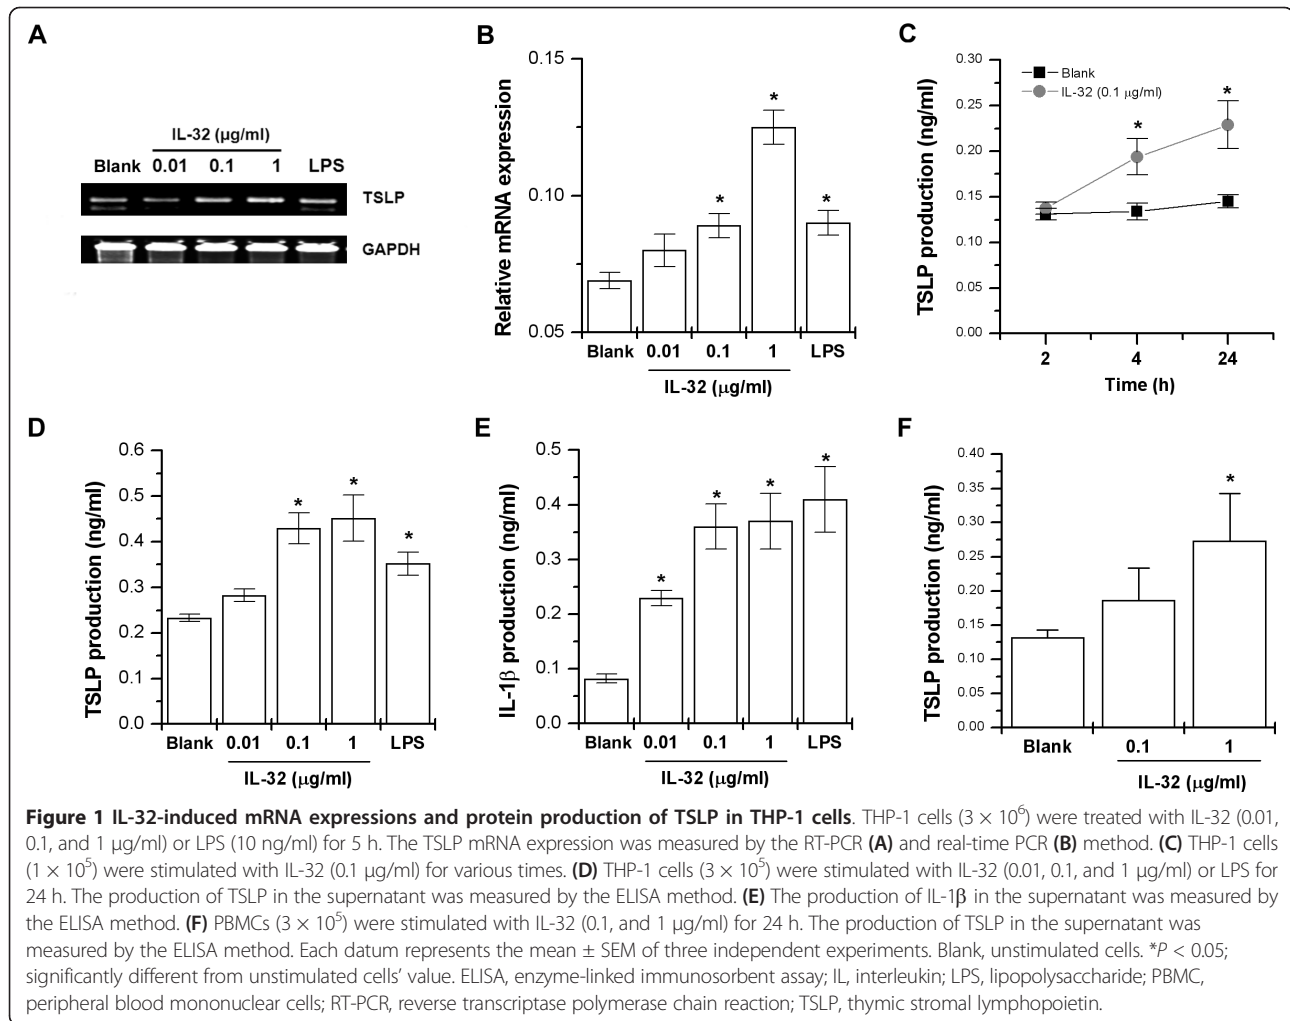 A
IL-32 (µg/ml)
Blank 0.01 0.1 1 LPS
TSLP
GAPDH
B
Relative mRNA expression
0.15
0.10
0.05
* * *
Blank 0.01 0.1 1 LPS
IL-32 (µg/ml)
C
TSLP production (ng/ml)
0.30
0.25
0.20
0.15
0.10
0.05
0.00
Blank
IL-32 (0.1 µg/ml)
* *
2 4 24
Time (h)
D
TSLP production (ng/ml)
0.6
0.5
0.4
0.3
0.2
0.1
0.0
* * *
Blank 0.01 0.1 1 LPS
IL-32 (µg/ml)
E
IL-1β production (ng/ml)
0.5
0.4
0.3
0.2
0.1
0.0
* * * *
Blank 0.01 0.1 1 LPS
IL-32 (µg/ml)
F
TSLP production (ng/ml)
0.40
0.35
0.30
0.25
0.20
0.15
0.10
0.05
0.00
*
Blank 0.1 1
IL-32 (µg/ml)
Figure 1 IL-32-induced mRNA expressions and protein production of TSLP in THP-1 cells. THP-1 cells (3 × 10⁶) were treated with IL-32 (0.01,
0.1, and 1 µg/ml) or LPS (10 ng/ml) for 5 h. The TSLP mRNA expression was measured by the RT-PCR (A) and real-time PCR (B) method. (C) THP-1 cells
(1 × 10⁵) were stimulated with IL-32 (0.1 µg/ml) for various times. (D) THP-1 cells (3 × 10⁵) were stimulated with IL-32 (0.01, 0.1, and 1 µg/ml) or LPS for
24 h. The production of TSLP in the supernatant was measured by the ELISA method. (E) The production of IL-1β in the supernatant was measured by
the ELISA method. (F) PBMCs (3 × 10⁵) were stimulated with IL-32 (0.1, and 1 µg/ml) for 24 h. The production of TSLP in the supernatant was
measured by the ELISA method. Each datum represents the mean ± SEM of three independent experiments. Blank, unstimulated cells. *P < 0.05;
significantly different from unstimulated cells' value. ELISA, enzyme-linked immunosorbent assay; IL, interleukin; LPS, lipopolysaccharide; PBMC,
peripheral blood mononuclear cells; RT-PCR, reverse transcriptase polymerase chain reaction; TSLP, thymic stromal lymphopoietin.